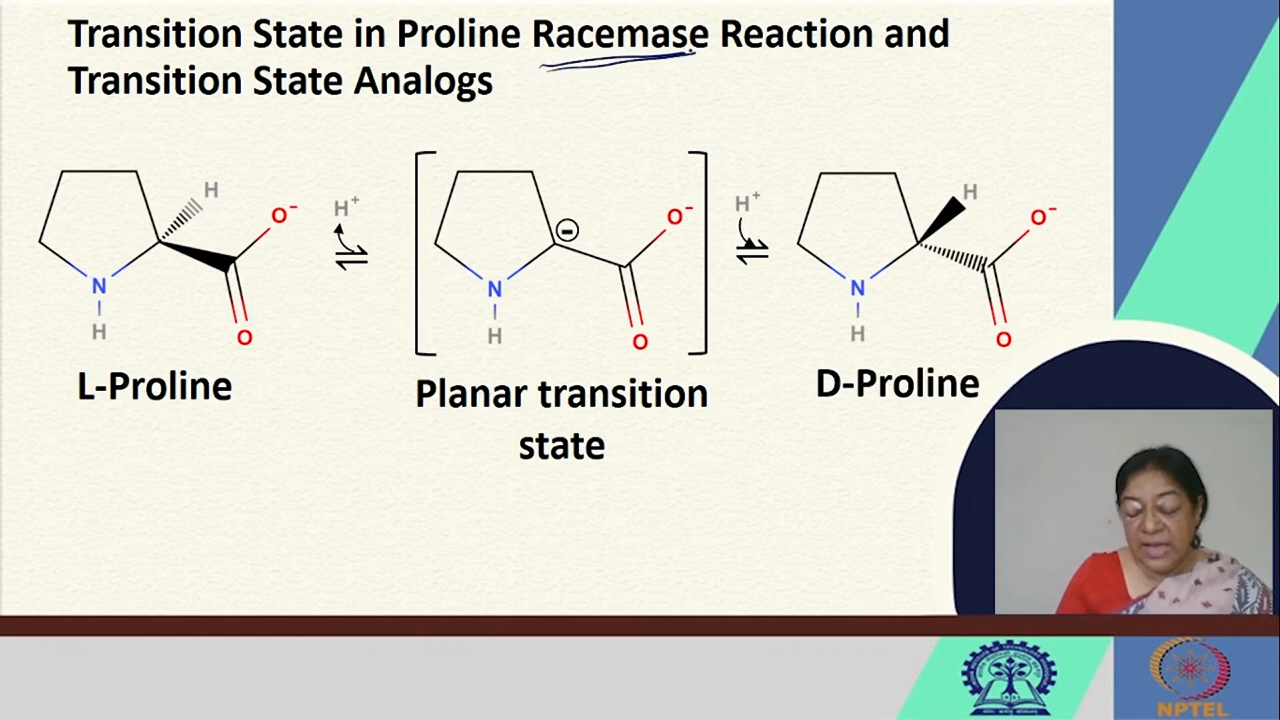 Transition State in Proline Racemase Reaction and
Transition State Analogs
H
O⁻
N
H
O
L-Proline
H⁺
O⁻
N
H
O
Planar transition
state
H⁺
H
O⁻
N
H
O
D-Proline
NPTEL